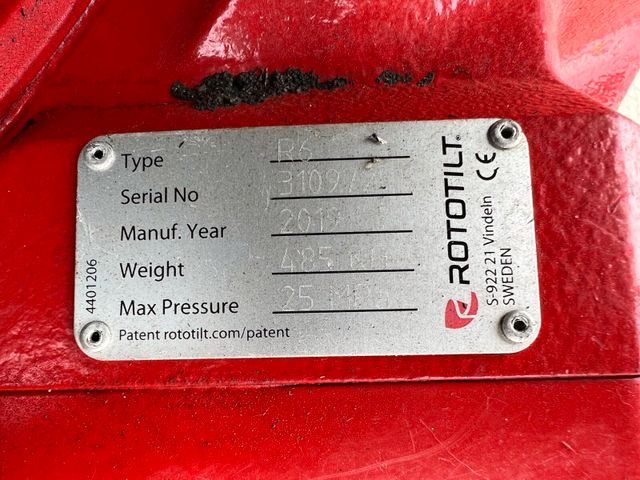 Type R6
Serial No
Manuf. Year 2019
Weight 485
Max Pressure 25
Patent rototilt.com/patent
4401206
ROTOTILT®
CE
S-922 21 Vindeln
SWEDEN